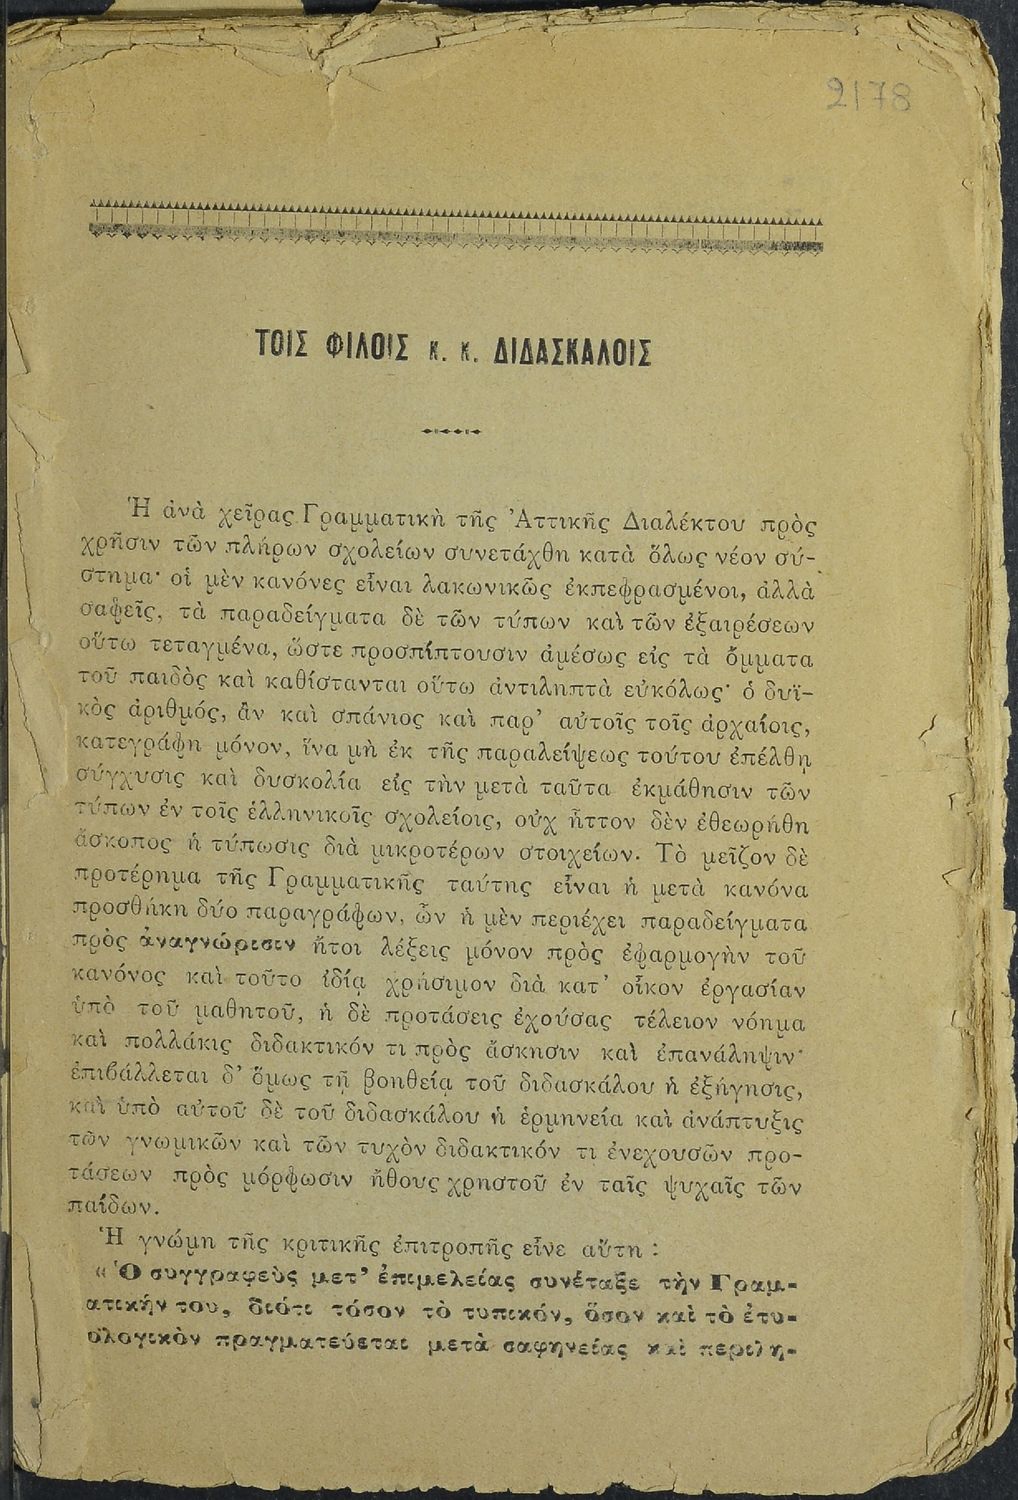 2178
ΤΟΙΣ ΦΙΛΟΙΣ κ. κ. ΔΙΔΑΣΚΑΛΟΙΣ
Ἡ ἀνὰ χεῖρας Γραμματικὴ τῆς Ἀττικῆς Διαλέκτου πρὸς
χρῆσιν τῶν πλήρων σχολείων συνετάχθη κατὰ ὅλως νέον σύ-
στημα· οἱ μὲν κανόνες εἶναι λακωνικῶς ἐκπεφρασμένοι, ἀλλὰ
σαφεῖς, τὰ παραδείγματα δὲ τῶν τύπων καὶ τῶν ἐξαιρέσεων
οὕτω τεταγμένα, ὥστε προσπίπτουσιν ἀμέσως εἰς τὰ ὄμματα
τοῦ παιδὸς καὶ καθίστανται οὕτω ἀντιληπτὰ εὐκόλως· ὁ δυϊ-
κὸς ἀριθμός, ἂν καὶ σπάνιος καὶ παρ' αὐτοῖς τοῖς ἀρχαίοις,
κατεγράφη μόνον, ἵνα μὴ ἐκ τῆς παραλείψεως τούτου ἐπέλθῃ
σύγχυσις καὶ δυσκολία εἰς τὴν μετὰ ταῦτα ἐκμάθησιν τῶν
τύπων ἐν τοῖς ἑλληνικοῖς σχολείοις, οὐχ ἧττον δὲν ἐθεωρήθη
ἄσκοπος ἡ τύπωσις διὰ μικροτέρων στοιχείων. Τὸ μεῖζον δὲ
προτέρημα τῆς Γραμματικῆς ταύτης εἶναι ἡ μετὰ κανόνα
προσθήκη δύο παραγράφων, ὧν ἡ μὲν περιέχει παραδείγματα
πρὸς ἀναγνώρισιν ἤτοι λέξεις μόνον πρὸς ἐφαρμογὴν τοῦ
κανόνος καὶ τοῦτο ἰδίᾳ χρήσιμον διὰ κατ' οἶκον ἐργασίαν
ὑπὸ τοῦ μαθητοῦ, ἡ δὲ προτάσεις ἐχούσας τέλειον νόημα
καὶ πολλάκις διδακτικόν τι πρὸς ἄσκησιν καὶ ἐπανάληψιν·
ἐπιβάλλεται δ' ὅμως τῇ βοηθείᾳ τοῦ διδασκάλου ἡ ἐξήγησις,
καὶ ὑπὸ αὐτοῦ δὲ τοῦ διδασκάλου ἡ ἑρμηνεία καὶ ἀνάπτυξις
τῶν γνωμικῶν καὶ τῶν τυχὸν διδακτικόν τι ἐνεχουσῶν προ-
τάσεων πρὸς μόρφωσιν ἤθους χρηστοῦ ἐν ταῖς ψυχαῖς τῶν
παίδων.
Ἡ γνώμη τῆς κριτικῆς ἐπιτροπῆς εἶνε αὕτη :
« Ὁ συγγραφεὺς μετ' ἐπιμελείας συνέταξε τὴν Γραμ-
ατικήν του, διότι τόσον τὸ τυπικόν, ὅσον καὶ τὸ ἐτυ-
ολογικὸν πραγματεύεται μετὰ σαφηνείας καὶ περιλη-